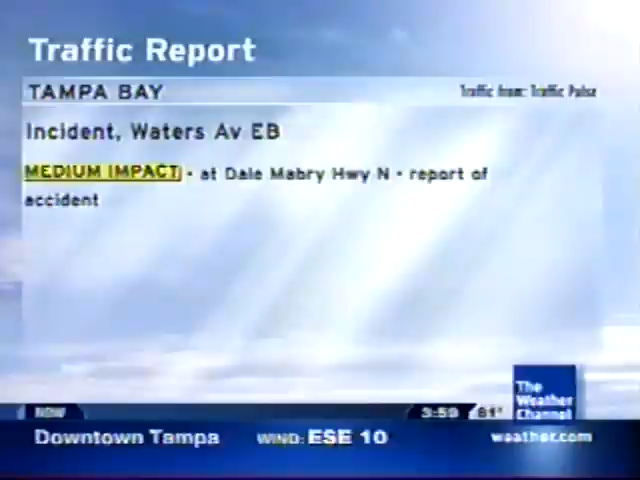 Traffic Report
TAMPA BAY
Traffic from: Traffic Pulse
Incident, Waters Av EB
MEDIUM IMPACT • at Dale Mabry Hwy N • report of
accident
NOW
3:59
81°
The
Weather
Channel
Downtown Tampa
WIND: ESE 10
weather.com